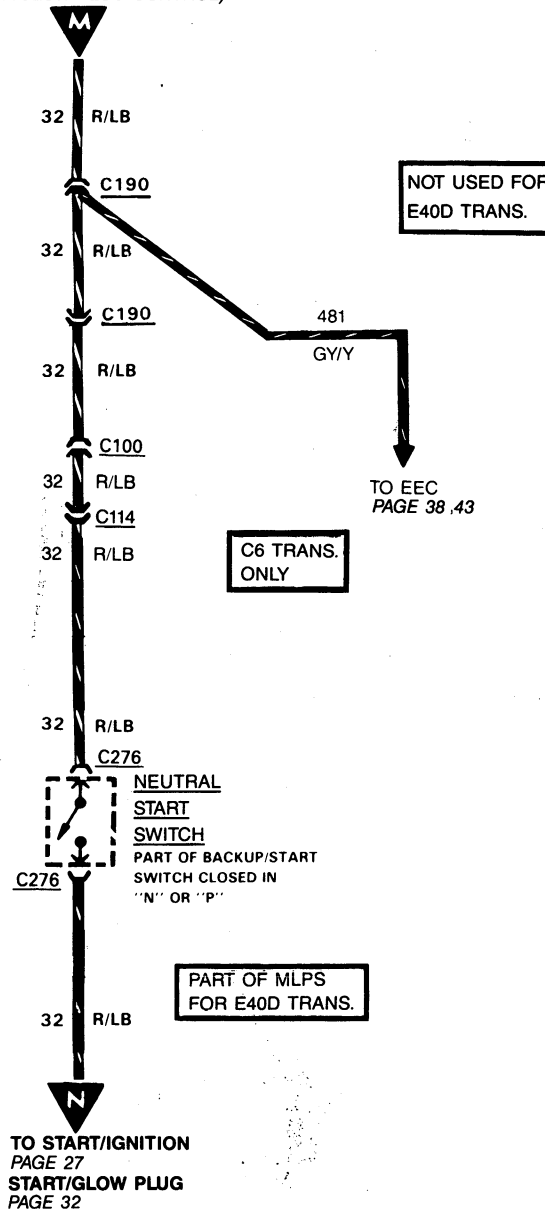 M
32 R/LB
C190
NOT USED FOR
E40D TRANS.
32 R/LB
C190
481
GY/Y
32 R/LB
C100
32 R/LB
TO EEC
PAGE 38 ,43
C114
32 R/LB
C6 TRANS.
ONLY
32 R/LB
C276
NEUTRAL
START
SWITCH
PART OF BACKUP/START
SWITCH CLOSED IN
"N" OR "P"
C276
PART OF MLPS
FOR E40D TRANS.
32 R/LB
N
TO START/IGNITION
PAGE 27
START/GLOW PLUG
PAGE 32